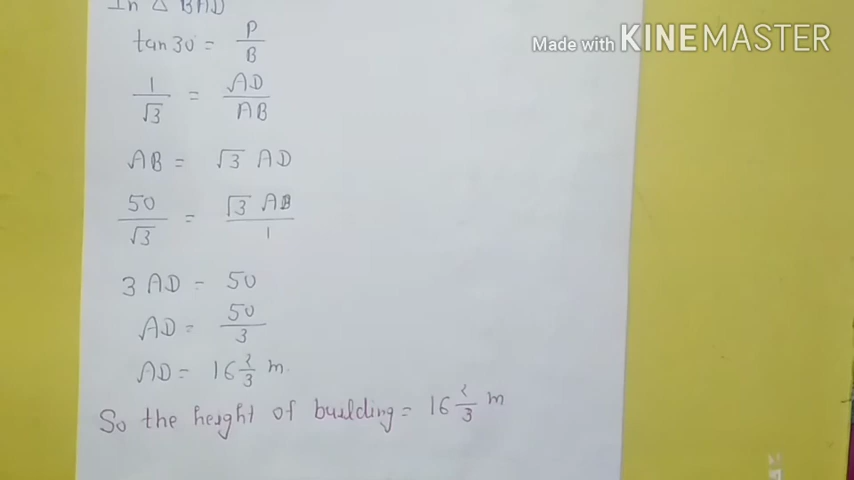 In △ BAD
tan 30 = P/B
Made with KINEMASTER
1/√3 = AD/AB
AB = √3 AD
50/√3 = √3 AB/1
3 AD = 50
AD = 50/3
AD = 16 2/3 m.
So the height of building = 16 2/3 m